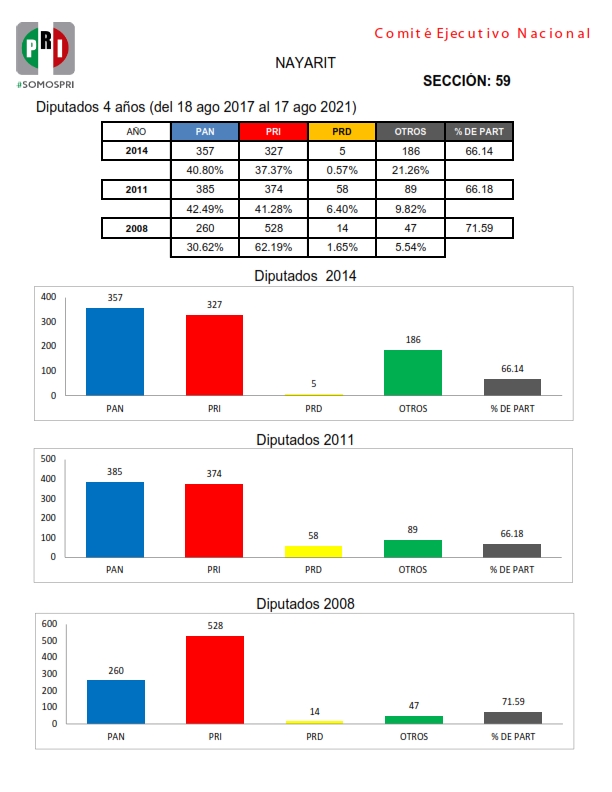 Comité Ejecutivo Nacional
PRI
#SOMOSPRI
NAYARIT
SECCIÓN: 59
Diputados 4 años (del 18 ago 2017 al 17 ago 2021)
AÑO PAN PRI PRD OTROS % DE PART
2014 357 327 5 186 66.14
40.80% 37.37% 0.57% 21.26%
2011 385 374 58 89 66.18
42.49% 41.28% 6.40% 9.82%
2008 260 528 14 47 71.59
30.62% 62.19% 1.65% 5.54%
Diputados 2014
400
300
200
100
0
357 327 5 186 66.14
PAN PRI PRD OTROS % DE PART
Diputados 2011
500
400
300
200
100
0
385 374 58 89 66.18
PAN PRI PRD OTROS % DE PART
Diputados 2008
600
500
400
300
200
100
0
260 528 14 47 71.59
PAN PRI PRD OTROS % DE PART